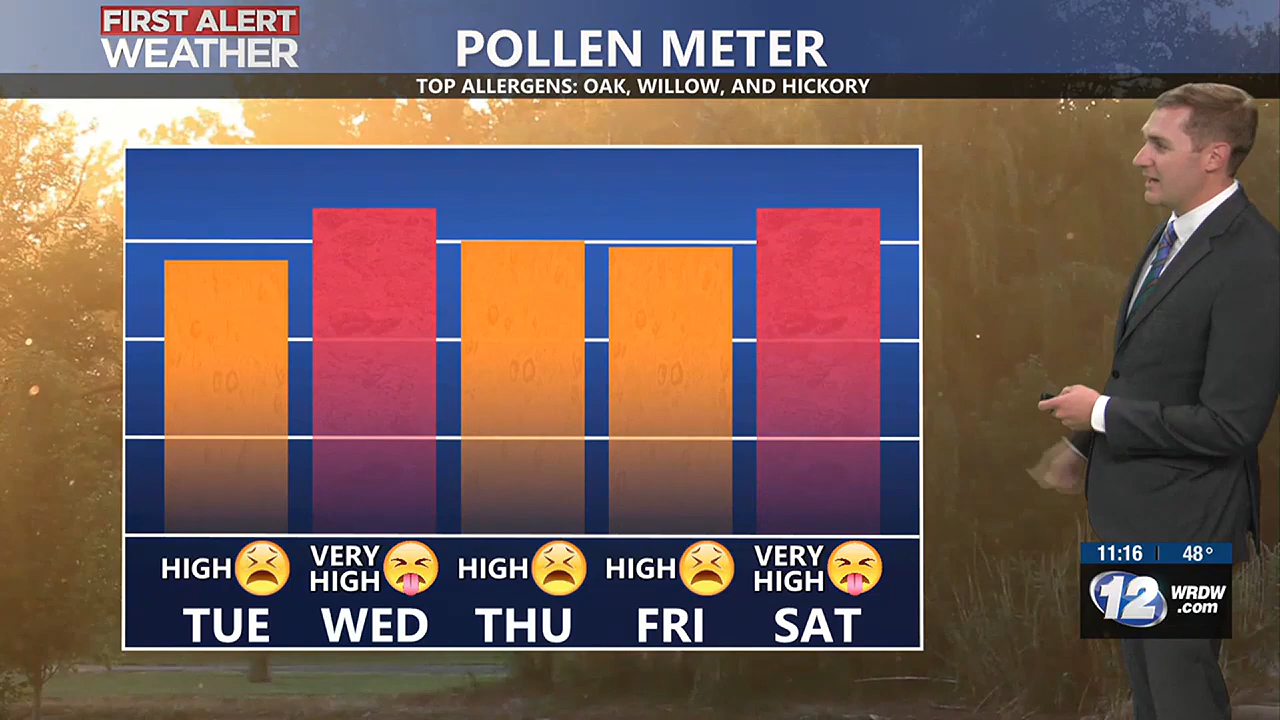 FIRST ALERT
WEATHER
POLLEN METER
TOP ALLERGENS: OAK, WILLOW, AND HICKORY
HIGH
VERY
HIGH
HIGH
HIGH
VERY
HIGH
TUE WED THU FRI SAT
11:16 | 48°
12 WRDW
.com